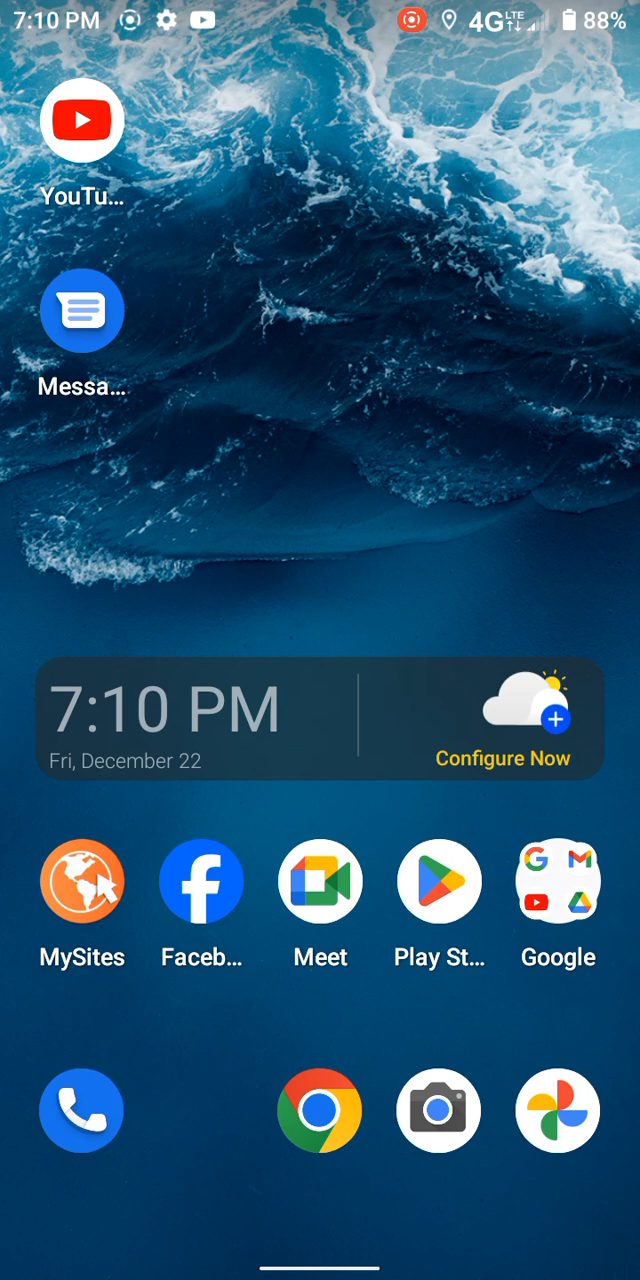 7:10 PM 4G LTE 88%
YouTu...
Messa...
7:10 PM
Fri, December 22
Configure Now
MySites Faceb... Meet Play St... Google